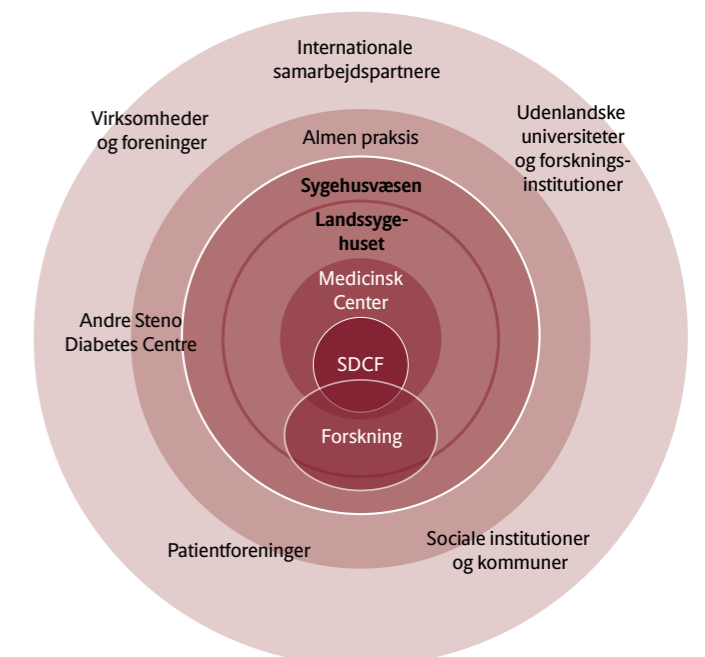 Internationale
samarbejdspartnere
Virksomheder
og foreninger
Udenlandske
universiteter
og forsknings-
institutioner
Almen praksis
Sygehusvæsen
Landssyge-
huset
Medicinsk
Center
Andre Steno
Diabetes Centre
SDCF
Forskning
Patientforeninger
Sociale institutioner
og kommuner